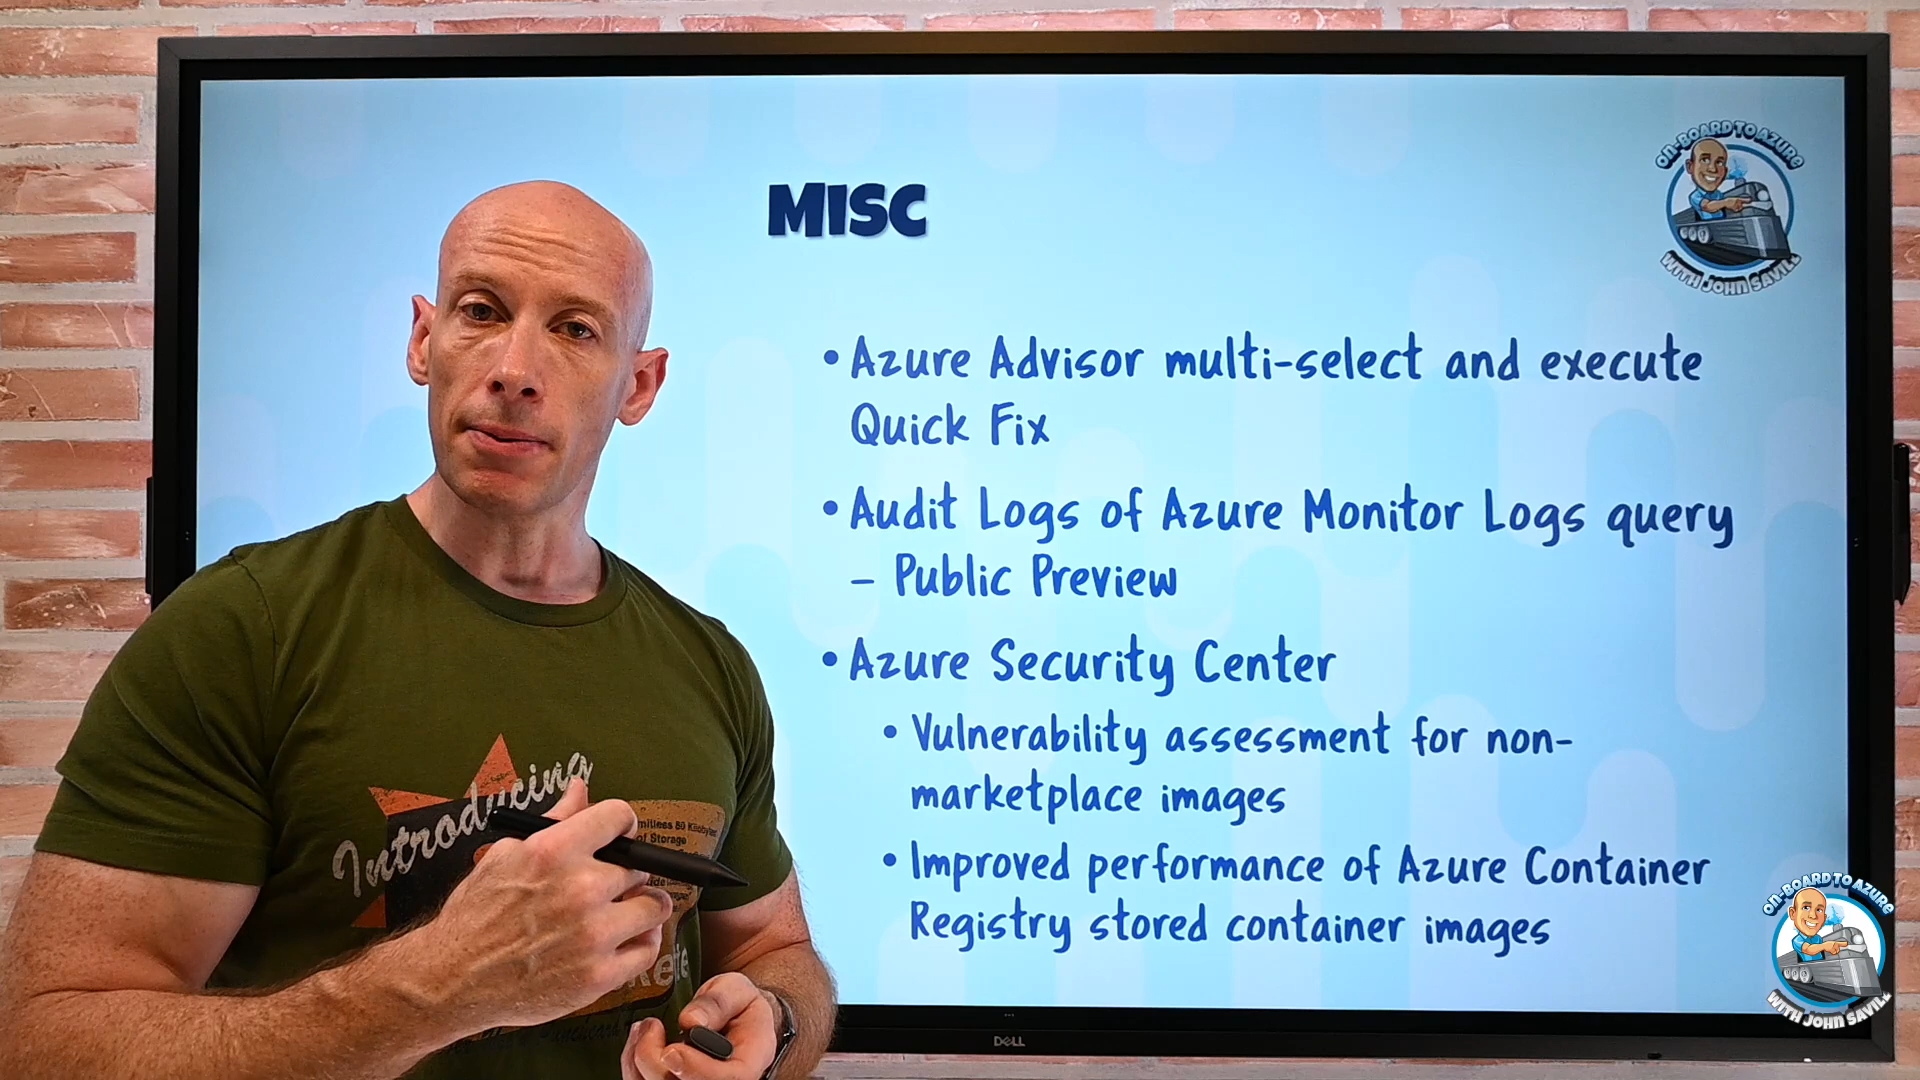 MISC
ON-BOARD TO AZURE
WITH JOHN SAVILL
• Azure Advisor multi-select and execute
Quick Fix
• Audit Logs of Azure Monitor Logs query
– Public Preview
• Azure Security Center
• Vulnerability assessment for non-
marketplace images
• Improved performance of Azure Container
Registry stored container images
Introducing
of Storage
DELL
ON-BOARD TO AZURE
WITH JOHN SAVILL